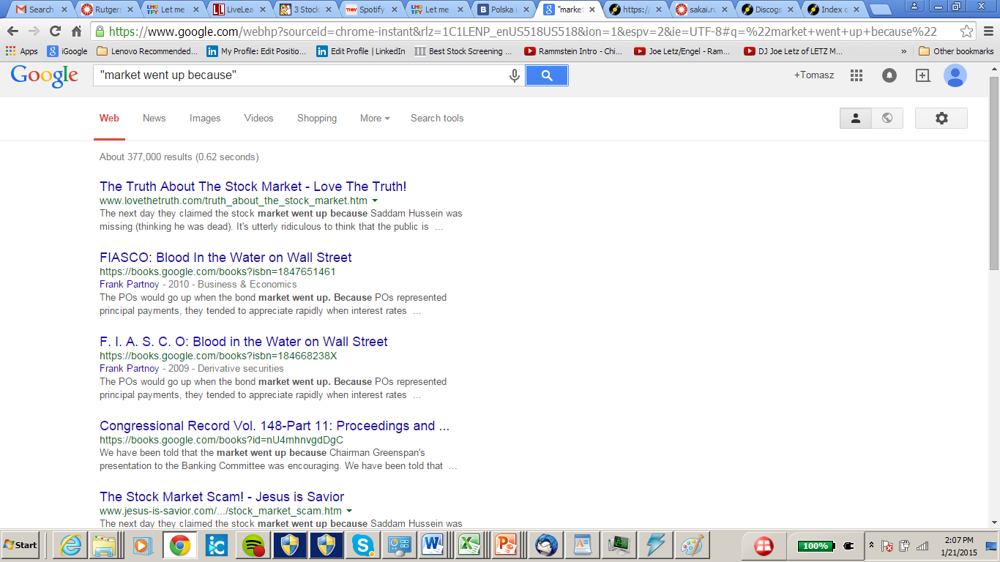 Search
Rutgers
Let me
LiveLea
3 Stock
Spotify
Let me
Polska i
"market
https://
sakai.ru
Discogs
Index o
https://www.google.com/webhp?sourceid=chrome-instant&rlz=1C1LENP_enUS518US518&ion=1&espv=2&ie=UTF-8#q=%22market+went+up+because%22
Apps
iGoogle
Lenovo Recommended...
My Profile: Edit Positio...
Edit Profile | LinkedIn
Best Stock Screening ...
Rammstein Intro - Chi...
Joe Letz/Engel - Ram...
DJ Joe Letz of LETZ M...
»
Other bookmarks
Google
"market went up because"
+Tomasz
Web
News
Images
Videos
Shopping
More
Search tools
About 377,000 results (0.62 seconds)
The Truth About The Stock Market - Love The Truth!
www.lovethetruth.com/truth_about_the_stock_market.htm
The next day they claimed the stock market went up because Saddam Hussein was
missing (thinking he was dead). It's utterly ridiculous to think that the public is ...
FIASCO: Blood In the Water on Wall Street
https://books.google.com/books?isbn=1847651461
Frank Partnoy - 2010 - Business & Economics
The POs would go up when the bond market went up. Because POs represented
principal payments, they tended to appreciate rapidly when interest rates ...
F. I. A. S. C. O: Blood in the Water on Wall Street
https://books.google.com/books?isbn=184668238X
Frank Partnoy - 2009 - Derivative securities
The POs would go up when the bond market went up. Because POs represented
principal payments, they tended to appreciate rapidly when interest rates ...
Congressional Record Vol. 148-Part 11: Proceedings and ...
https://books.google.com/books?id=nU4mhnvgdDgC
We have been told that the market went up because Chairman Greenspan's
presentation to the Banking Committee was encouraging. We have been told that ...
The Stock Market Scam! - Jesus is Savior
www.jesus-is-savior.com/.../stock_market_scam.htm
The next day they claimed the stock market went up because Saddam Hussein was
Start
100%
2:07 PM
1/21/2015